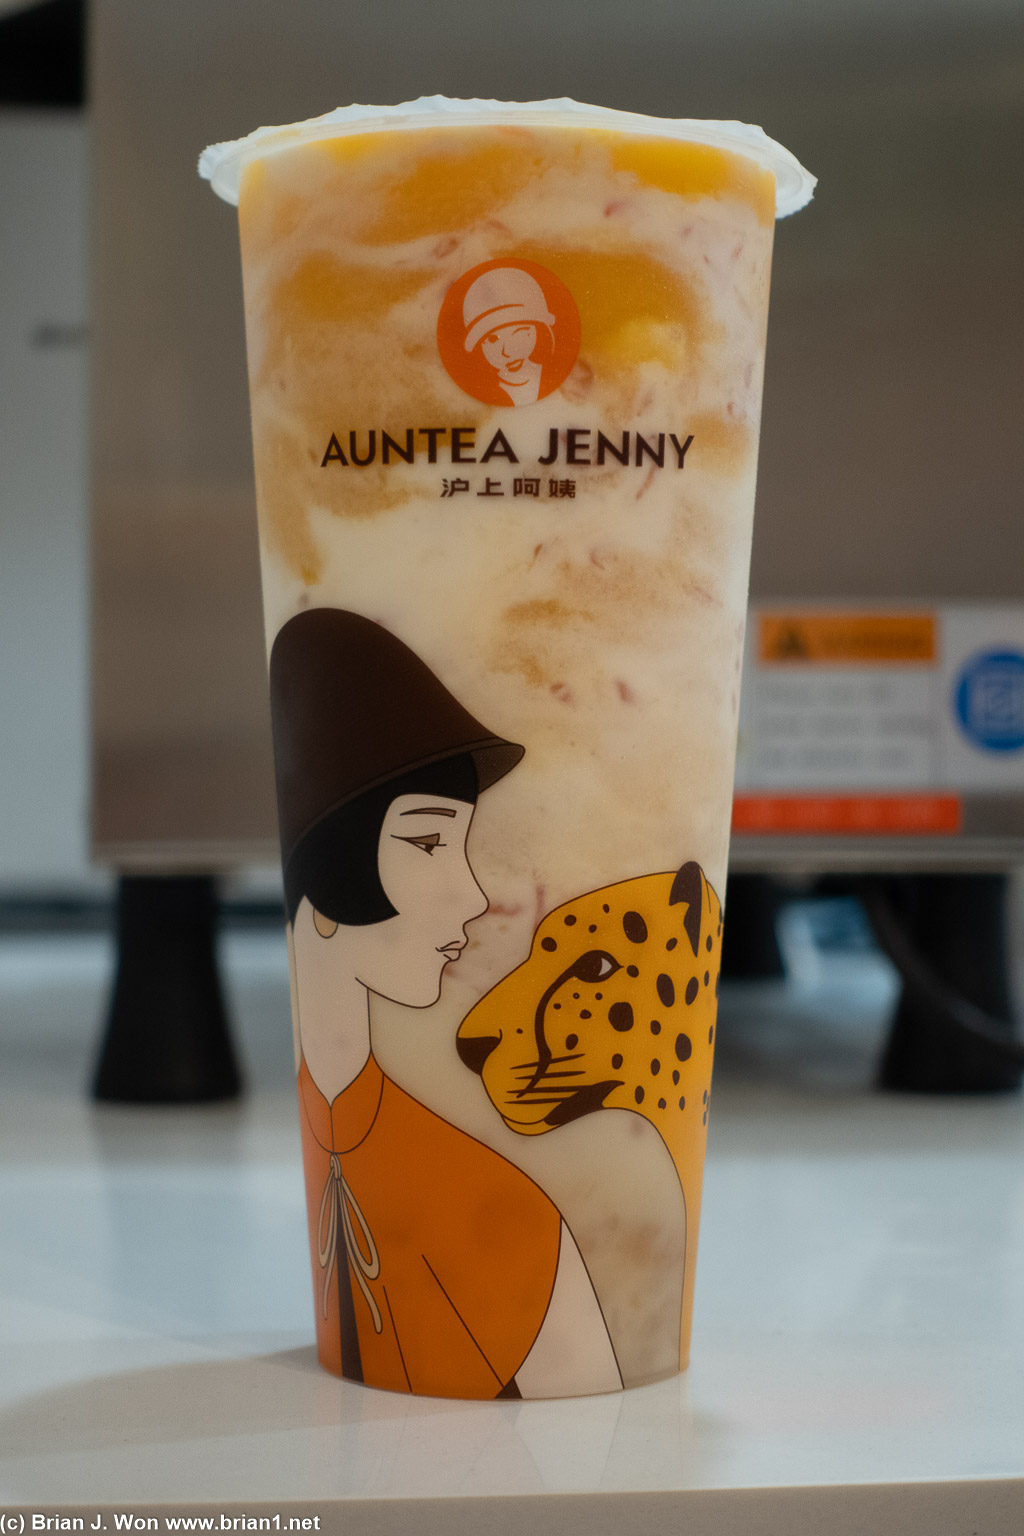 AUNTEA JENNY
沪上阿姨
(c) Brian J. Won www.brian1.net